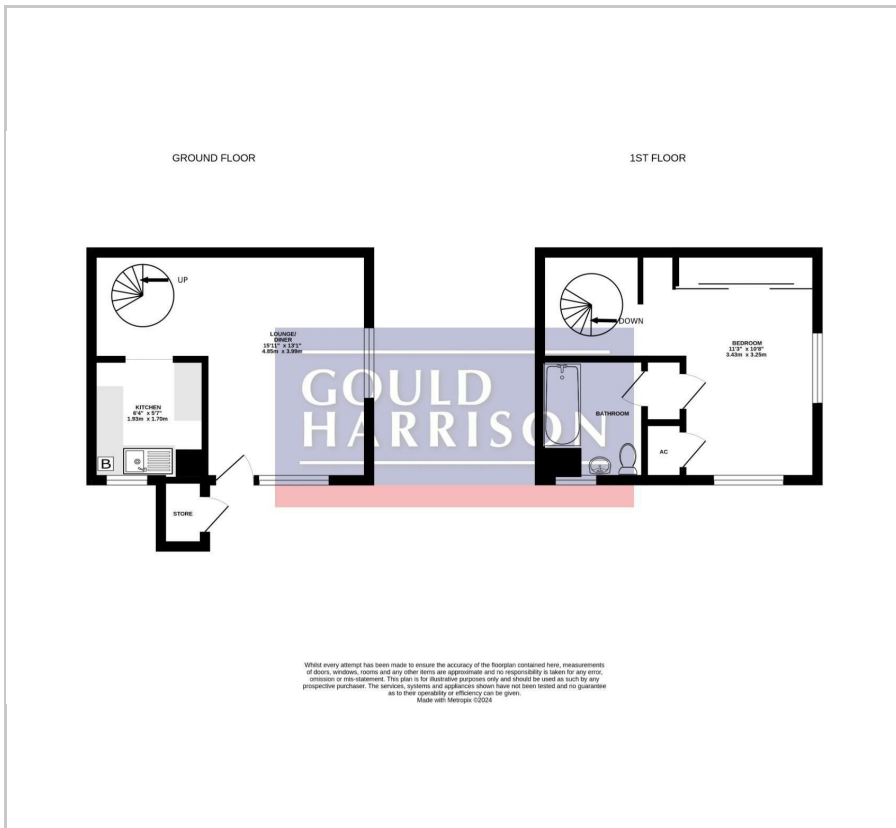 GROUND FLOOR
1ST FLOOR
UP
LOUNGE/
DINER
15'11" x 13'1"
4.85m x 3.99m
KITCHEN
6'4" x 5'7"
1.93m x 1.70m
B
STORE
DOWN
BEDROOM
11'3" x 10'8"
3.43m x 3.25m
BATHROOM
AC
GOULD
HARRISON
Whilst every attempt has been made to ensure the accuracy of the floorplan contained here, measurements
of doors, windows, rooms and any other items are approximate and no responsibility is taken for any error,
omission or mis-statement. This plan is for illustrative purposes only and should be used as such by any
prospective purchaser. The services, systems and appliances shown have not been tested and no guarantee
as to their operability or efficiency can be given.
Made with Metropix ©2024